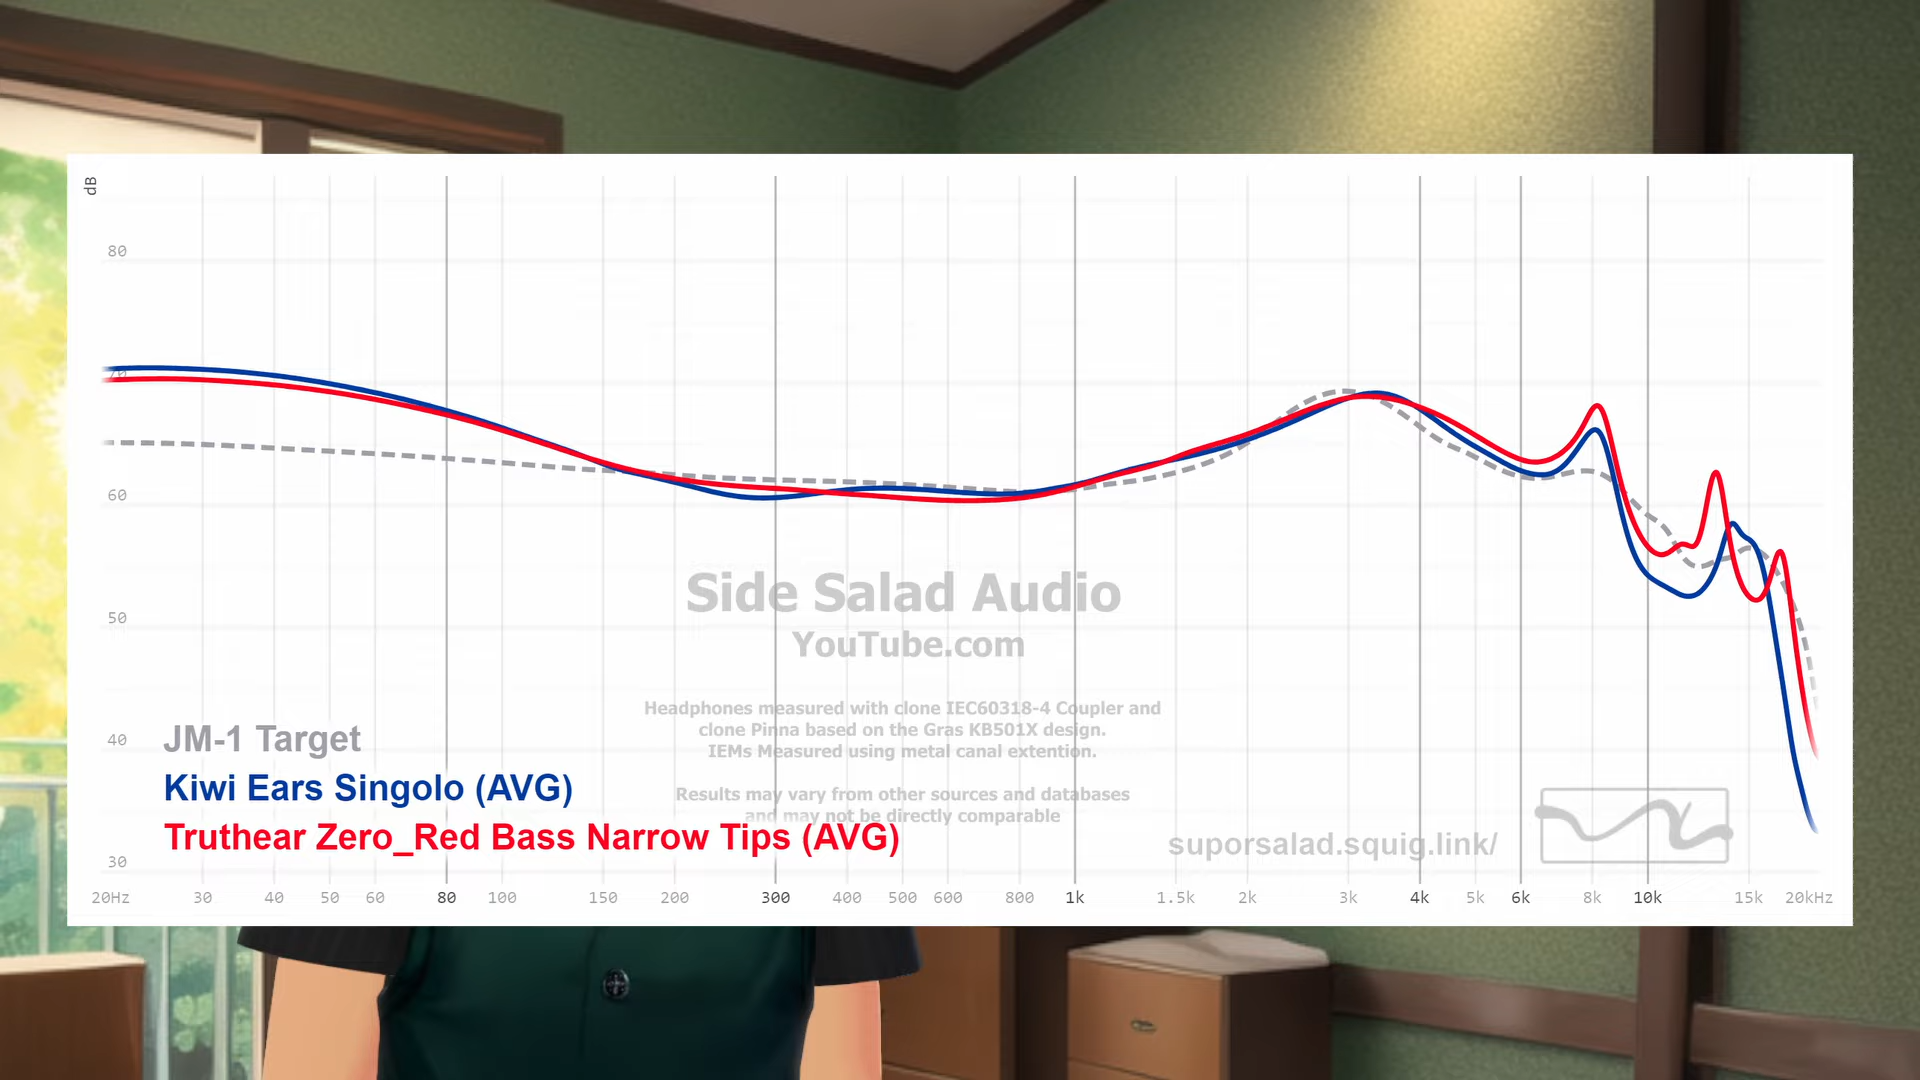 dB
80
70
60
50
40
30
Side Salad Audio
YouTube.com
Headphones measured with clone IEC60318-4 Coupler and
clone Pinna based on the Gras KB501X design.
IEMs Measured using metal canal extention.
Results may vary from other sources and databases
and may not be directly comparable
JM-1 Target
Kiwi Ears Singolo (AVG)
Truthear Zero_Red Bass Narrow Tips (AVG)
suporsalad.squig.link/
20Hz 30 40 50 60 80 100 150 200 300 400 500 600 800 1k 1.5k 2k 3k 4k 5k 6k 8k 10k 15k 20kHz